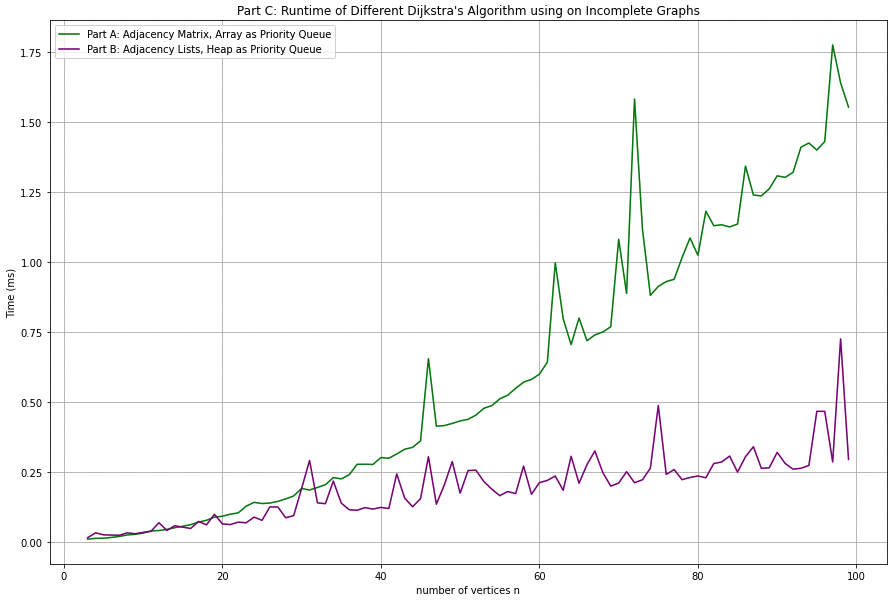 Part C: Runtime of Different Dijkstra's Algorithm using on Incomplete Graphs
Part A: Adjacency Matrix, Array as Priority Queue
Part B: Adjacency Lists, Heap as Priority Queue
1.75
1.50
1.25
1.00
0.75
0.50
0.25
0.00
Time (ms)
0 20 40 60 80 100
number of vertices n